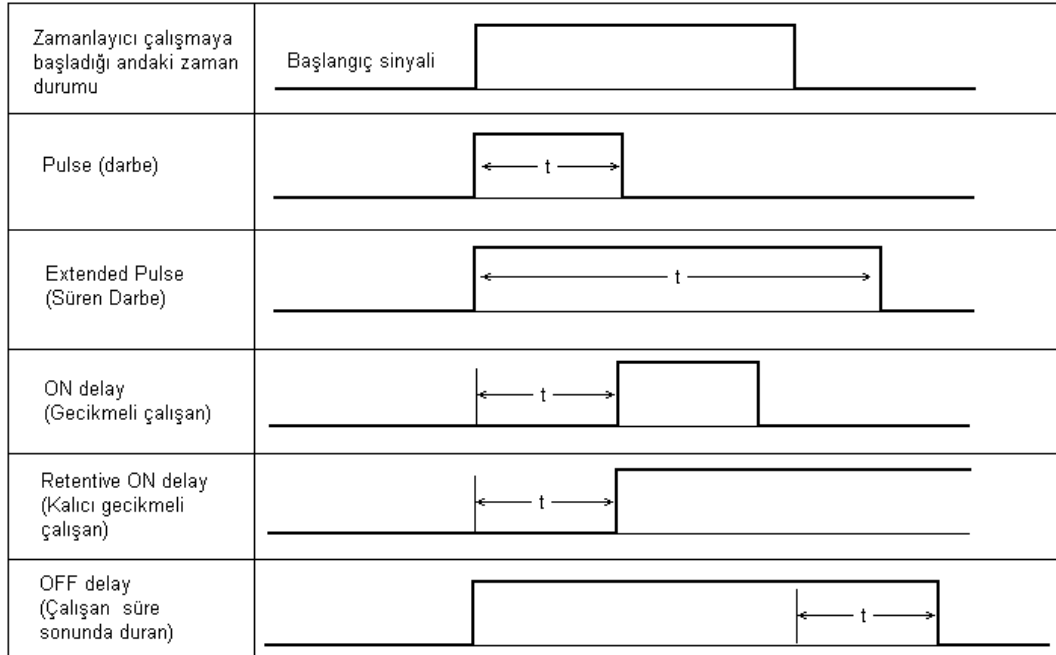 Zamanlayıcı çalışmaya
başladığı andaki zaman
durumu
Başlangıç sinyali
Pulse (darbe)
t
Extended Pulse
(Süren Darbe)
t
ON delay
(Gecikmeli çalışan)
t
Retentive ON delay
(Kalıcı gecikmeli
çalışan)
t
OFF delay
(Çalışan süre
sonunda duran)
t